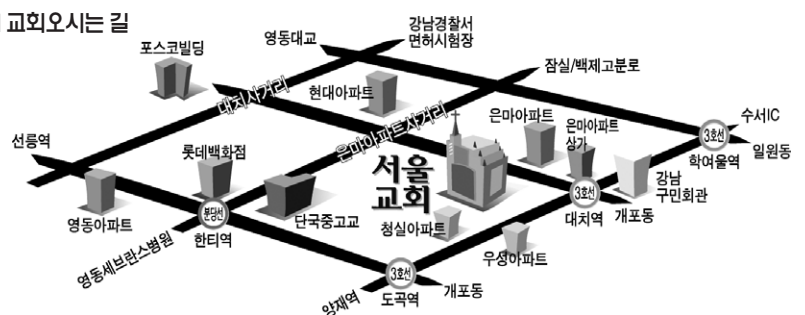 교회오시는 길
영동대교
강남경찰서
면허시험장
포스코빌딩
잠실/백제고분로
대치사거리
현대아파트
은마아파트사거리
은마아파트
은마아파트
상가
수서IC
3호선
학여울역
일원동
선릉역
롯데백화점
서울
교회
강남
구민회관
3호선
대치역
개포동
영동아파트
분당선
한티역
단국중고교
청실아파트
우성아파트
영동세브란스병원
3호선
도곡역
개포동
양재역